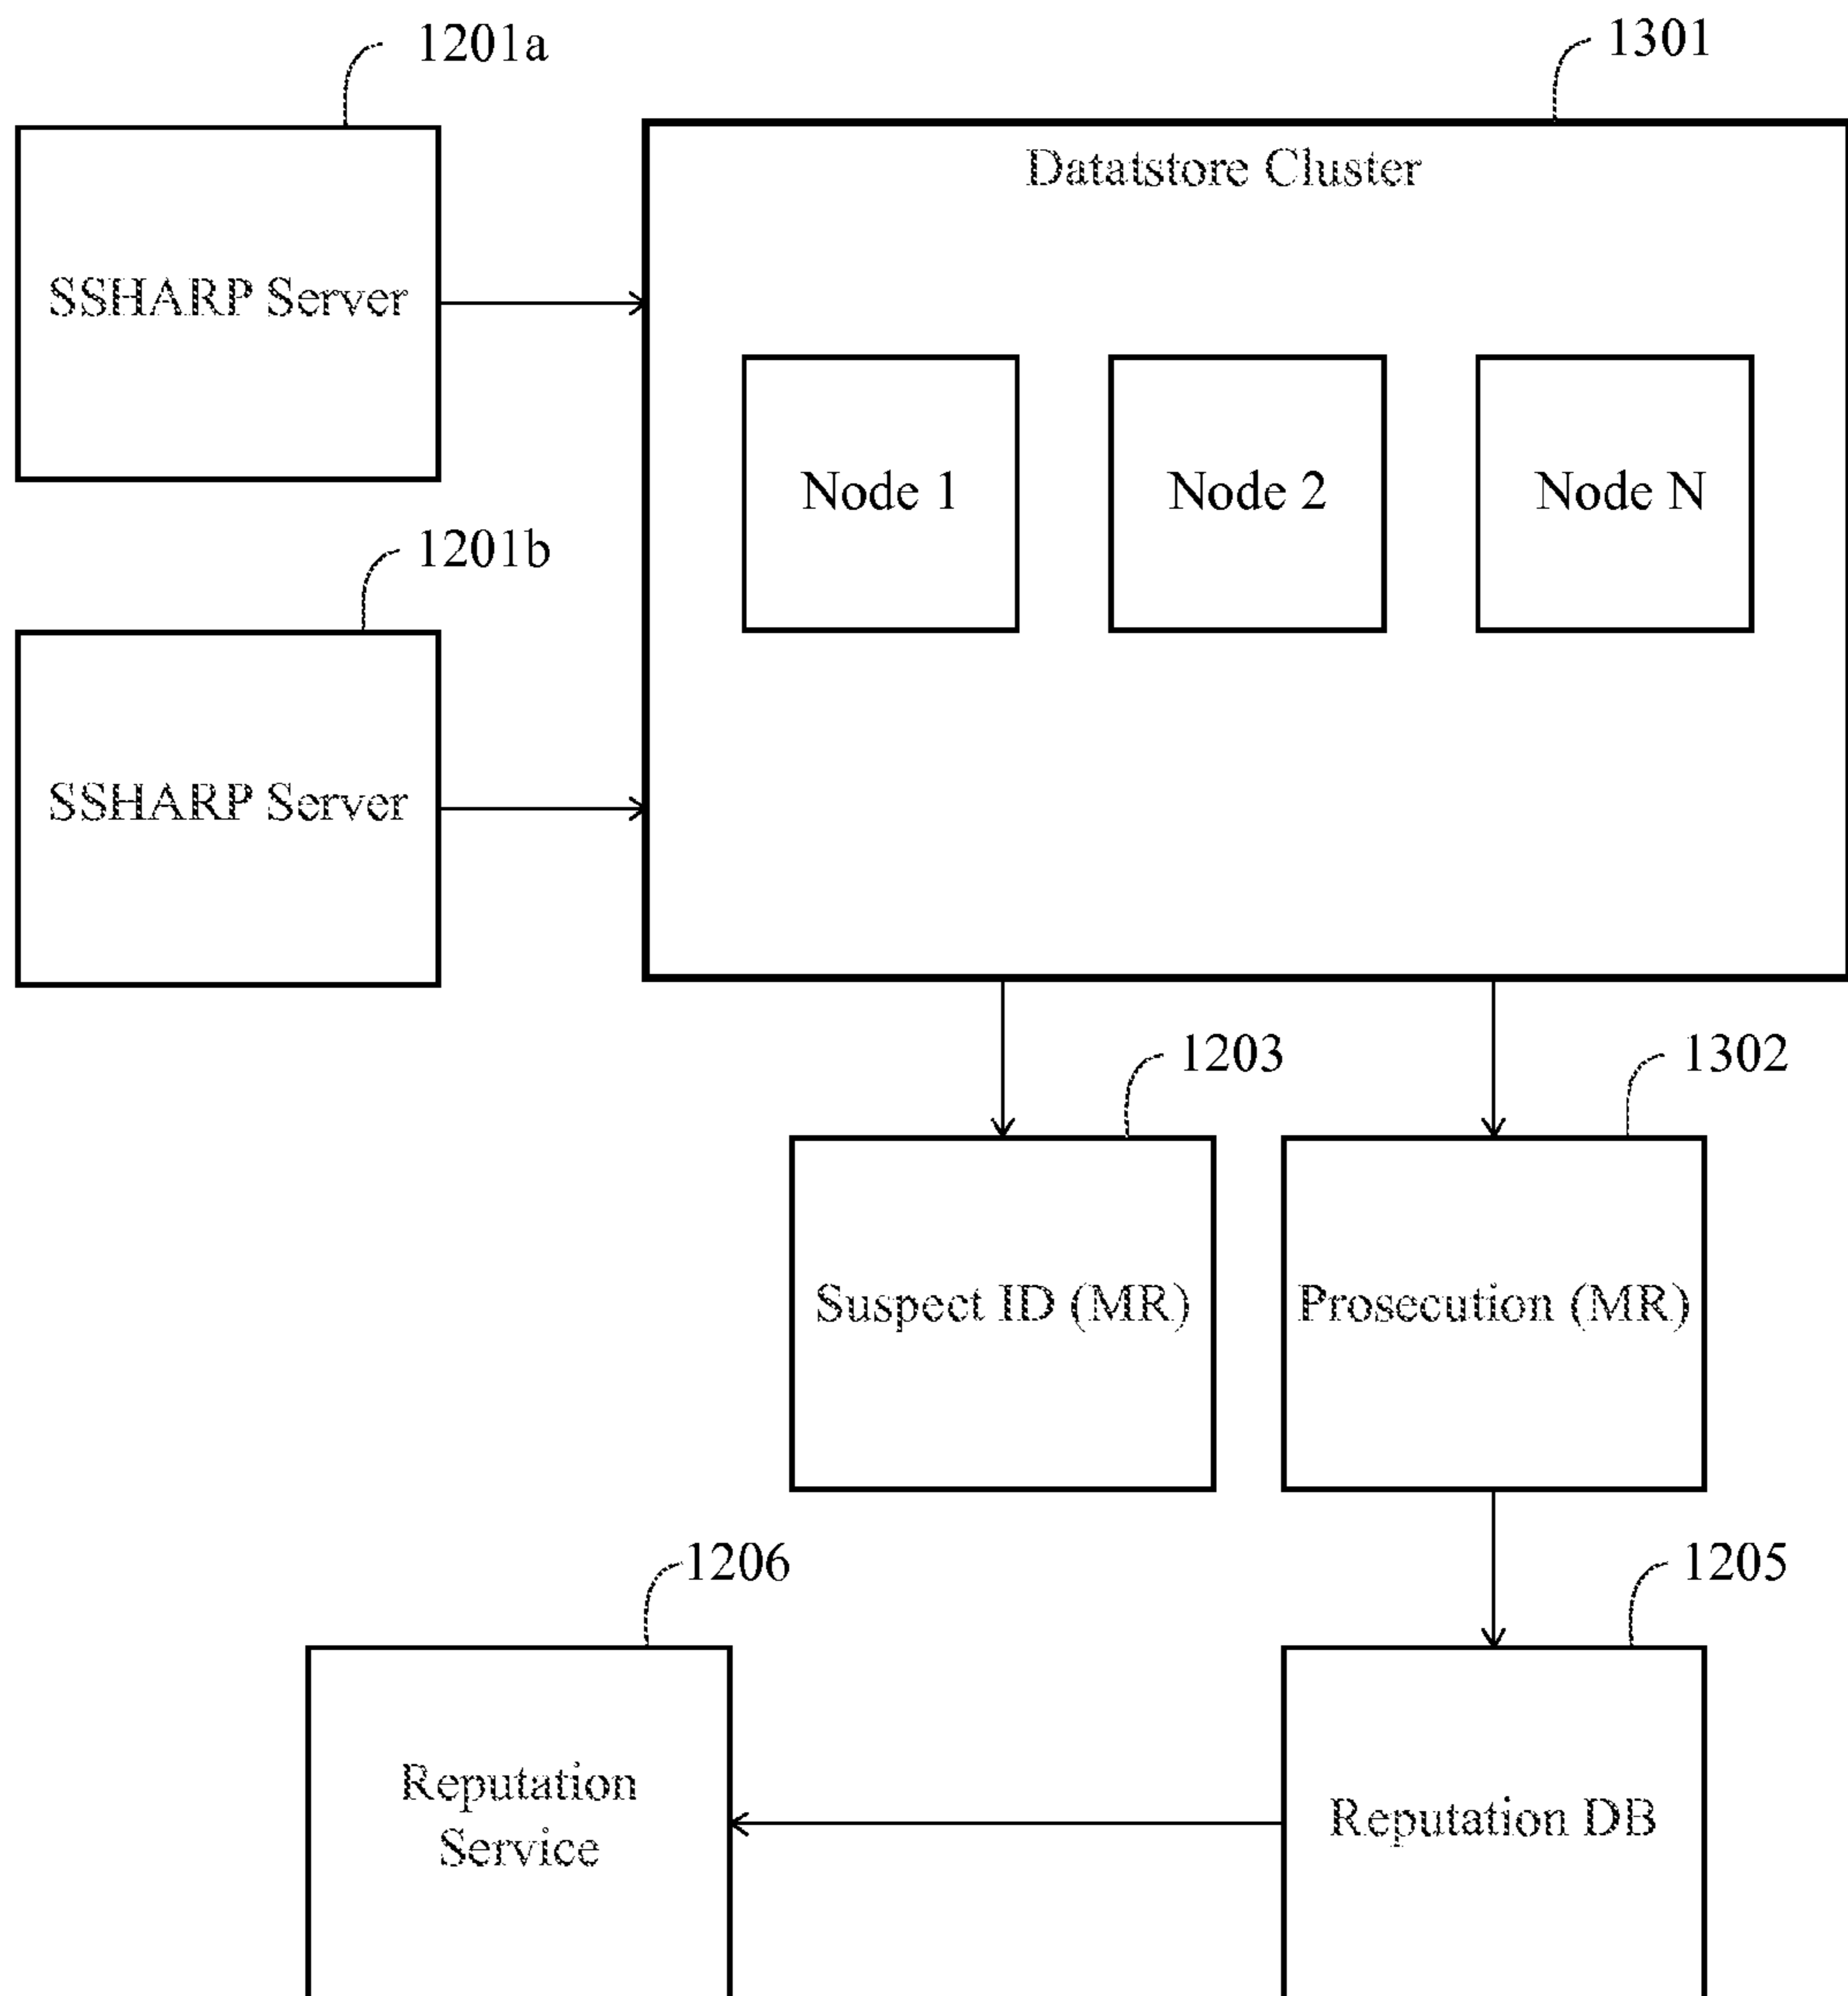 1201a
1301
Datatstore Cluster
SSHARP Server
Node 1
Node 2
Node N
1201b
SSHARP Server
1203
1302
Suspect ID (MR)
Prosecution (MR)
1206
1205
Reputation
Service
Reputation DB